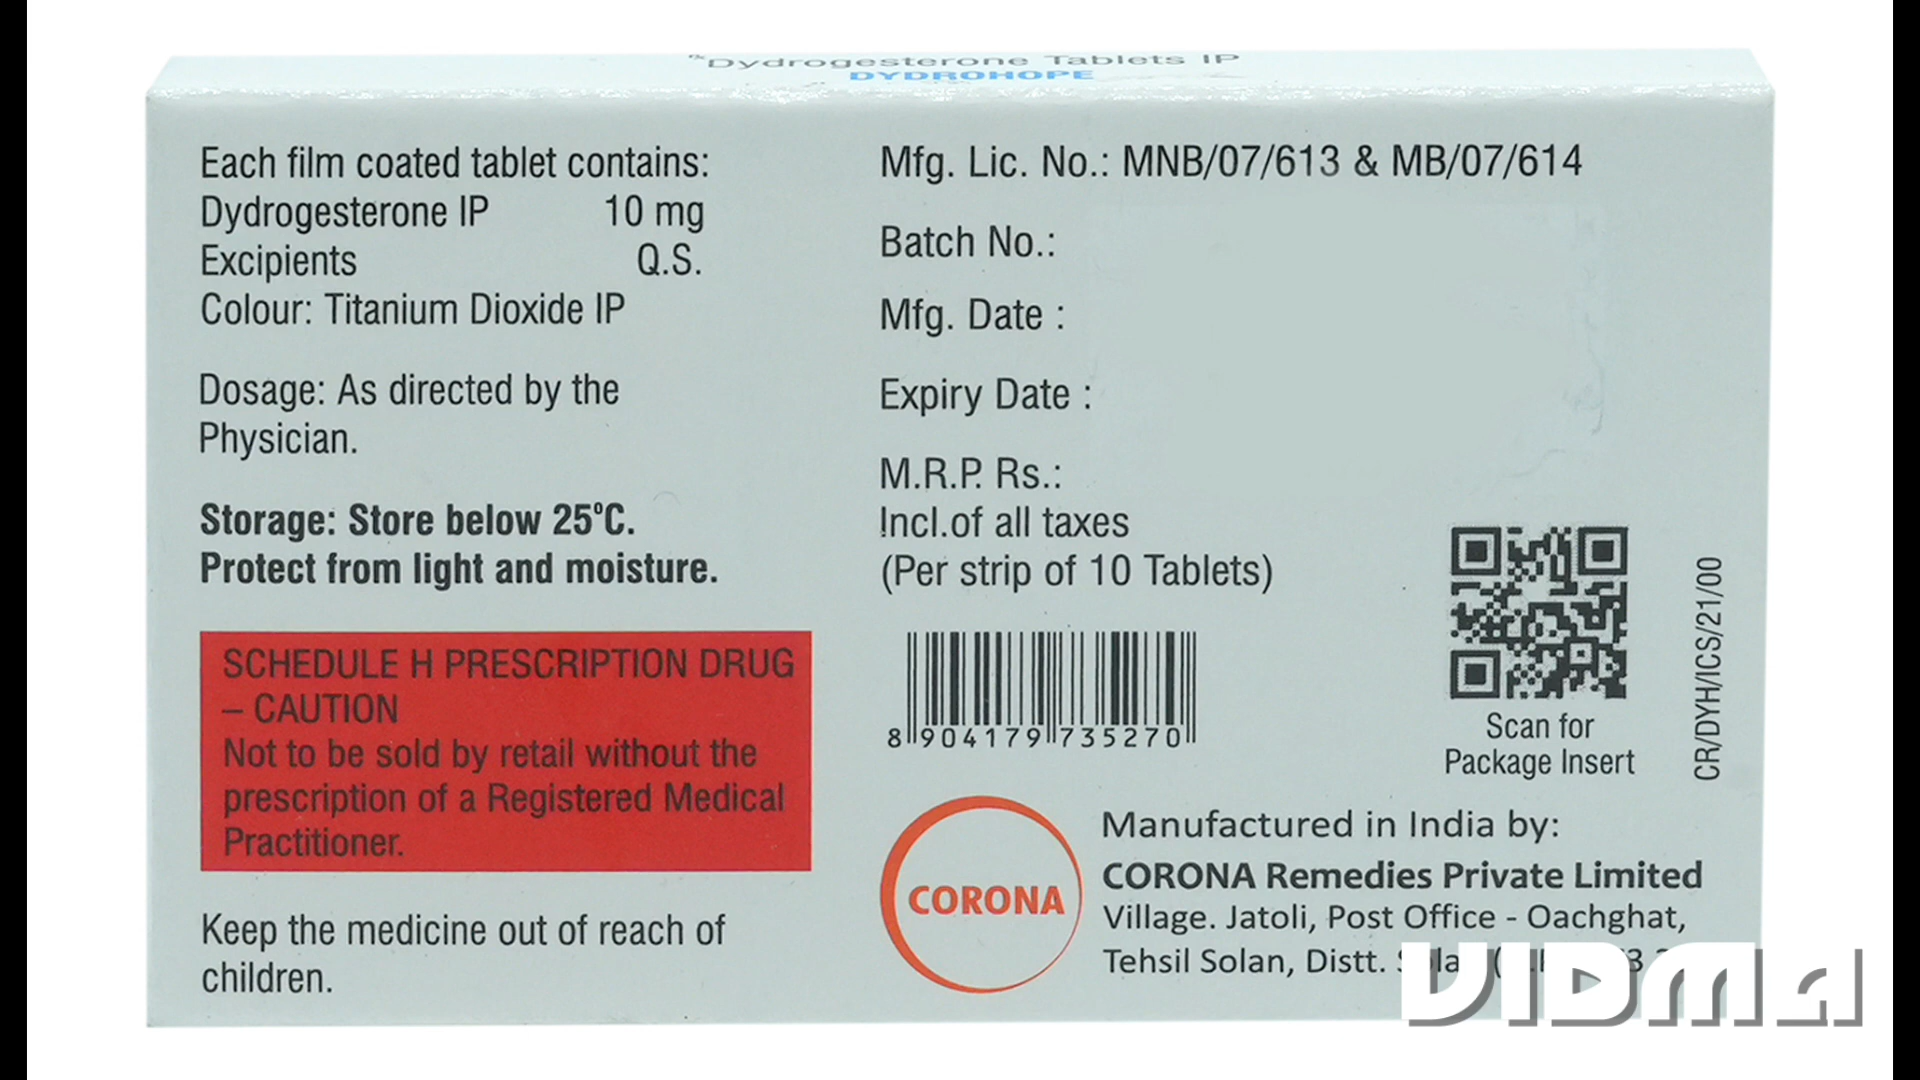 Rx Dydrogesterone Tablets IP
DYDROHOPE
Each film coated tablet contains:
Dydrogesterone IP 10 mg
Excipients Q.S.
Colour: Titanium Dioxide IP
Dosage: As directed by the
Physician.
Storage: Store below 25ºC.
Protect from light and moisture.
SCHEDULE H PRESCRIPTION DRUG
– CAUTION
Not to be sold by retail without the
prescription of a Registered Medical
Practitioner.
Keep the medicine out of reach of
children.
Mfg. Lic. No.: MNB/07/613 & MB/07/614
Batch No.:
Mfg. Date :
Expiry Date :
M.R.P. Rs.:
Incl.of all taxes
(Per strip of 10 Tablets)
8 904179 735270
Scan for
Package Insert
CR/DYH/ICS/21/00
CORONA
Manufactured in India by:
CORONA Remedies Private Limited
Village. Jatoli, Post Office - Oachghat,
Tehsil Solan, Distt.
VIDMA